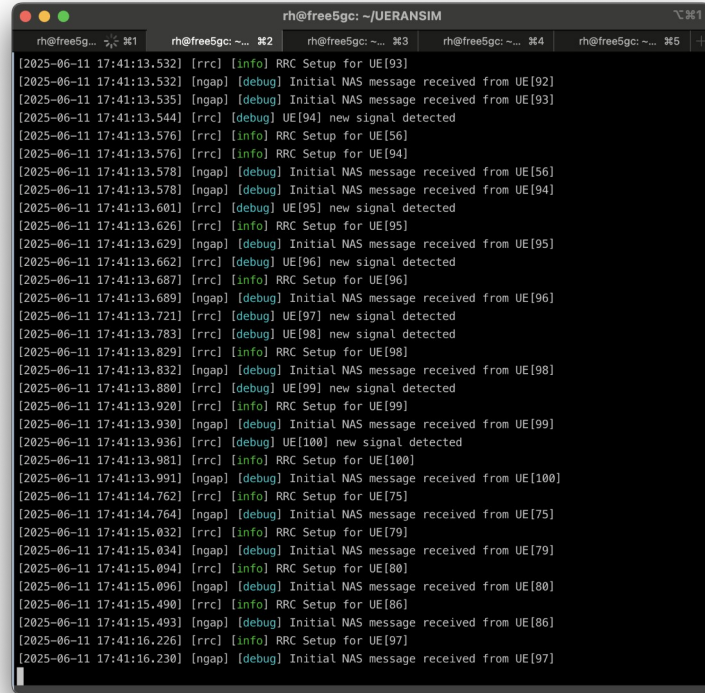 rh@free5gc: ~/UERANSIM
⌥⌘1
rh@free5g... ⌘1 rh@free5gc: ~... ⌘2 rh@free5gc: ~... ⌘3 rh@free5gc: ~... ⌘4 rh@free5gc: ~... ⌘5
[2025-06-11 17:41:13.532] [rrc] [info] RRC Setup for UE[93]
[2025-06-11 17:41:13.532] [ngap] [debug] Initial NAS message received from UE[92]
[2025-06-11 17:41:13.535] [ngap] [debug] Initial NAS message received from UE[93]
[2025-06-11 17:41:13.544] [rrc] [debug] UE[94] new signal detected
[2025-06-11 17:41:13.576] [rrc] [info] RRC Setup for UE[56]
[2025-06-11 17:41:13.576] [rrc] [info] RRC Setup for UE[94]
[2025-06-11 17:41:13.578] [ngap] [debug] Initial NAS message received from UE[56]
[2025-06-11 17:41:13.578] [ngap] [debug] Initial NAS message received from UE[94]
[2025-06-11 17:41:13.601] [rrc] [debug] UE[95] new signal detected
[2025-06-11 17:41:13.626] [rrc] [info] RRC Setup for UE[95]
[2025-06-11 17:41:13.629] [ngap] [debug] Initial NAS message received from UE[95]
[2025-06-11 17:41:13.662] [rrc] [debug] UE[96] new signal detected
[2025-06-11 17:41:13.687] [rrc] [info] RRC Setup for UE[96]
[2025-06-11 17:41:13.689] [ngap] [debug] Initial NAS message received from UE[96]
[2025-06-11 17:41:13.721] [rrc] [debug] UE[97] new signal detected
[2025-06-11 17:41:13.783] [rrc] [debug] UE[98] new signal detected
[2025-06-11 17:41:13.829] [rrc] [info] RRC Setup for UE[98]
[2025-06-11 17:41:13.832] [ngap] [debug] Initial NAS message received from UE[98]
[2025-06-11 17:41:13.880] [rrc] [debug] UE[99] new signal detected
[2025-06-11 17:41:13.920] [rrc] [info] RRC Setup for UE[99]
[2025-06-11 17:41:13.930] [ngap] [debug] Initial NAS message received from UE[99]
[2025-06-11 17:41:13.936] [rrc] [debug] UE[100] new signal detected
[2025-06-11 17:41:13.981] [rrc] [info] RRC Setup for UE[100]
[2025-06-11 17:41:13.991] [ngap] [debug] Initial NAS message received from UE[100]
[2025-06-11 17:41:14.762] [rrc] [info] RRC Setup for UE[75]
[2025-06-11 17:41:14.764] [ngap] [debug] Initial NAS message received from UE[75]
[2025-06-11 17:41:15.032] [rrc] [info] RRC Setup for UE[79]
[2025-06-11 17:41:15.034] [ngap] [debug] Initial NAS message received from UE[79]
[2025-06-11 17:41:15.094] [rrc] [info] RRC Setup for UE[80]
[2025-06-11 17:41:15.096] [ngap] [debug] Initial NAS message received from UE[80]
[2025-06-11 17:41:15.490] [rrc] [info] RRC Setup for UE[86]
[2025-06-11 17:41:15.493] [ngap] [debug] Initial NAS message received from UE[86]
[2025-06-11 17:41:16.226] [rrc] [info] RRC Setup for UE[97]
[2025-06-11 17:41:16.230] [ngap] [debug] Initial NAS message received from UE[97]